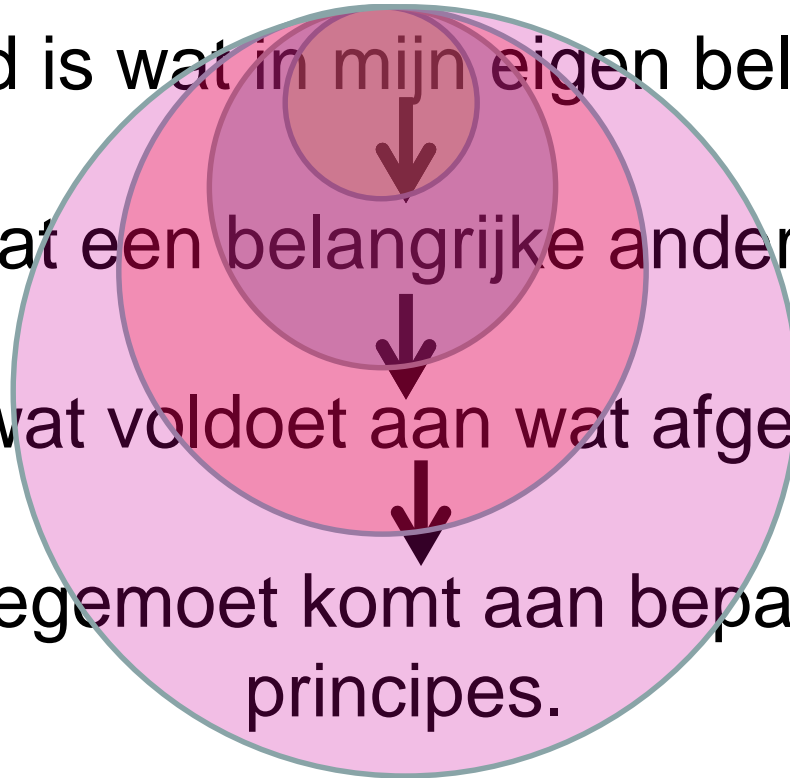 d is wat in mijn eigen bel
at een belangrijke ander
wat voldoet aan wat afge
egemoet komt aan bepa
principes.